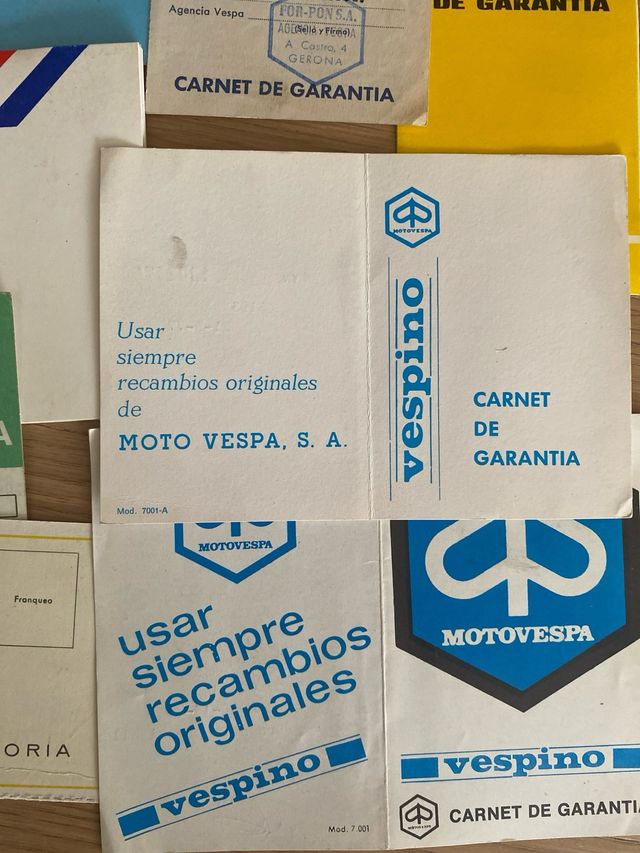 Agencia Vespa
FOR-PON S.A.
(Sello y Firma)
A Castro, 4
GERONA
CARNET DE GARANTIA
DE GARANTIA
MOTOVESPA
Usar
siempre
recambios originales
de
MOTO VESPA, S. A.
Mod. 7001-A
vespino
CARNET
DE
GARANTIA
Franqueo
ORIA
MOTOVESPA
usar
siempre
recambios
originales
vespino
Mod. 7.001
MOTOVESPA
vespino
MOTOVESPA
CARNET DE GARANTIA